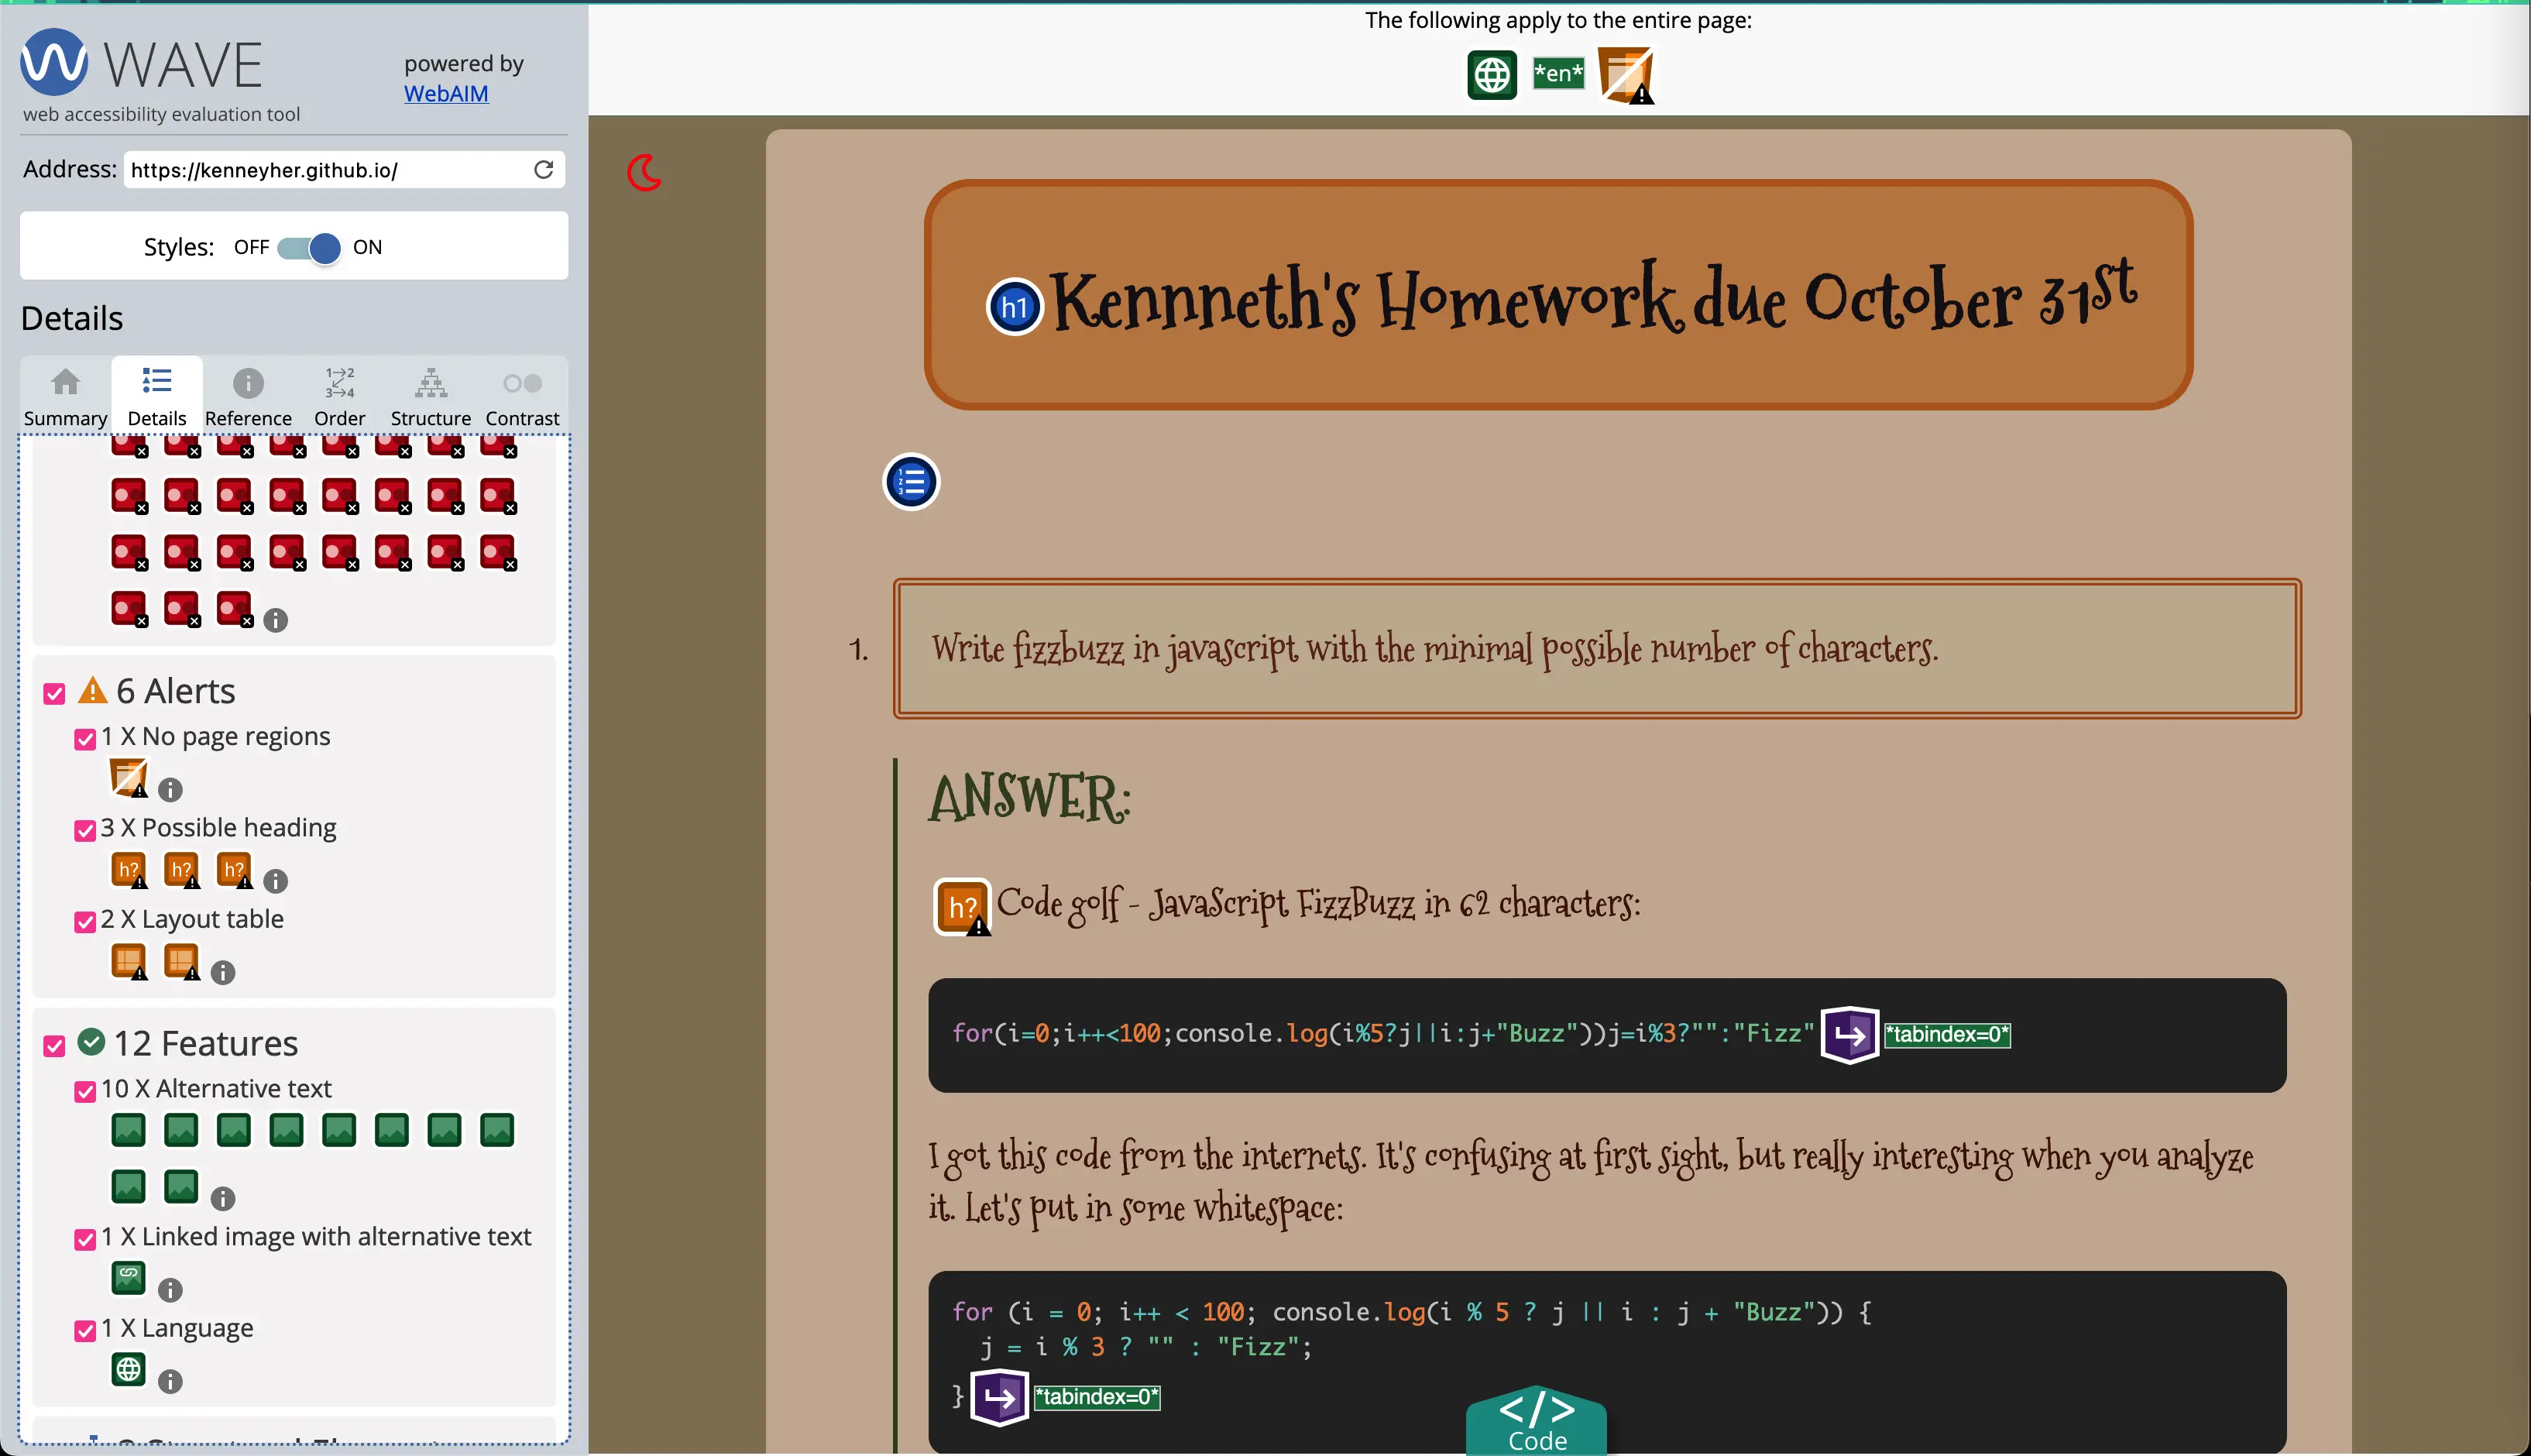 WAVE
powered by
WebAIM
web accessibility evaluation tool
Address: https://kenneyher.github.io/
Styles: OFF ON
Details
Summary Details Reference Order Structure Contrast
6 Alerts
1 X No page regions
3 X Possible heading
h? h? h?
2 X Layout table
12 Features
10 X Alternative text
1 X Linked image with alternative text
1 X Language
The following apply to the entire page:
*en*
h1 Kennneth's Homework due October 31st
1. Write fizzbuzz in javascript with the minimal possible number of characters.
ANSWER:
h? Code golf - JavaScript FizzBuzz in 62 characters:
for(i=0;i++<100;console.log(i%5?j||i:j+"Buzz"))j=i%3?"":"Fizz" *tabindex=0*
I got this code from the internets. It's confusing at first sight, but really interesting when you analyze
it. Let's put in some whitespace:
for (i = 0; i++ < 100; console.log(i % 5 ? j || i : j + "Buzz")) {
j = i % 3 ? "" : "Fizz";
} *tabindex=0*
</> Code